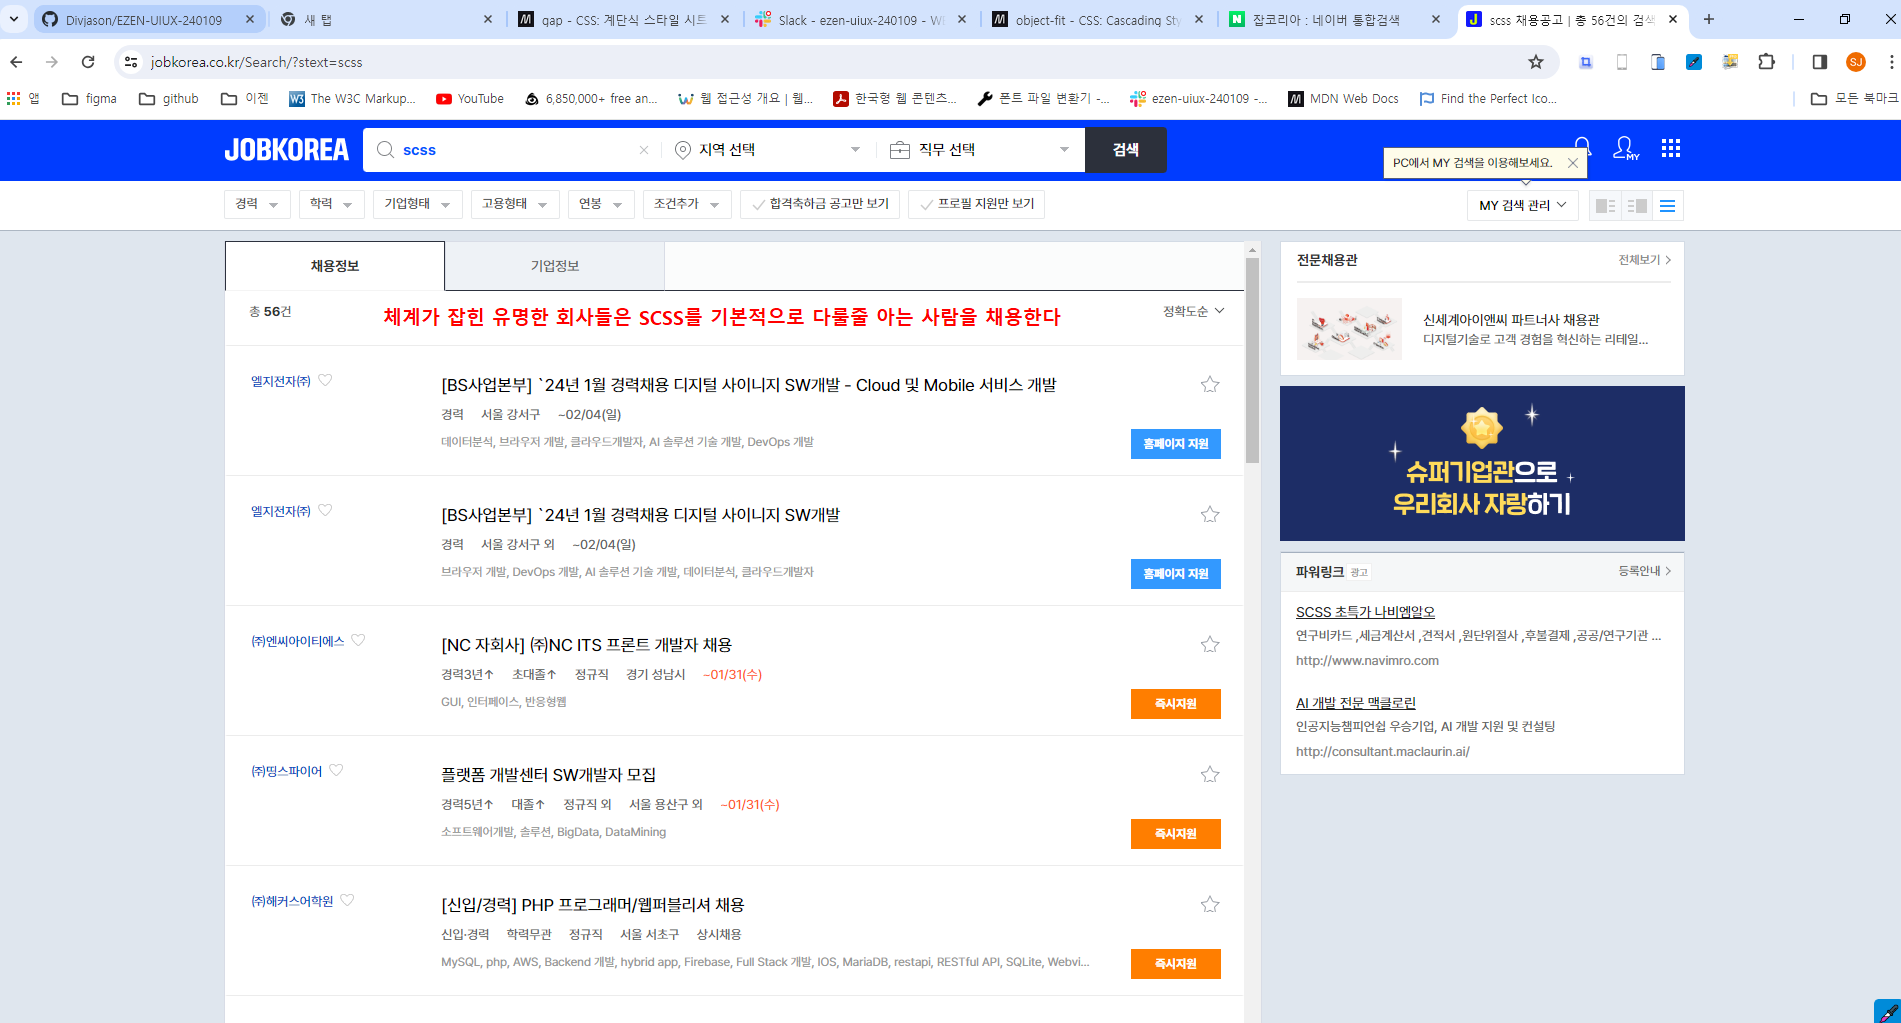 Divjason/EZEN-UIUX-240109
새 탭
gap - CSS: 계단식 스타일 시트
Slack - ezen-uiux-240109 - W
object-fit - CSS: Cascading Sty
잡코리아 : 네이버 통합검색
scss 채용공고 | 총 56건의 검색
jobkorea.co.kr/Search/?stext=scss
SJ
앱
figma
github
이젠
The W3C Markup...
YouTube
6,850,000+ free an...
웹 접근성 개요 | 웹...
한국형 웹 콘텐츠...
폰트 파일 변환기 -...
ezen-uiux-240109 -...
MDN Web Docs
Find the Perfect Ico...
모든 북마크
JOBKOREA
scss
지역 선택
직무 선택
검색
PC에서 MY 검색을 이용해보세요.
MY
경력
학력
기업형태
고용형태
연봉
조건추가
합격축하금 공고만 보기
프로필 지원만 보기
MY 검색 관리
채용정보
기업정보
총 56건
체계가 잡힌 유명한 회사들은 SCSS를 기본적으로 다룰줄 아는 사람을 채용한다
정확도순
엘지전자㈜
[BS사업본부] `24년 1월 경력채용 디지털 사이니지 SW개발 - Cloud 및 Mobile 서비스 개발
경력 서울 강서구 ~02/04(일)
데이터분석, 브라우저 개발, 클라우드개발자, AI 솔루션 기술 개발, DevOps 개발
홈페이지 지원
엘지전자㈜
[BS사업본부] `24년 1월 경력채용 디지털 사이니지 SW개발
경력 서울 강서구 외 ~02/04(일)
브라우저 개발, DevOps 개발, AI 솔루션 기술 개발, 데이터분석, 클라우드개발자
홈페이지 지원
㈜엔씨아이티에스
[NC 자회사] ㈜NC ITS 프론트 개발자 채용
경력3년↑ 초대졸↑ 정규직 경기 성남시 ~01/31(수)
GUI, 인터페이스, 반응형웹
즉시지원
㈜띵스파이어
플랫폼 개발센터 SW개발자 모집
경력5년↑ 대졸↑ 정규직 외 서울 용산구 외 ~01/31(수)
소프트웨어개발, 솔루션, BigData, DataMining
즉시지원
㈜해커스어학원
[신입/경력] PHP 프로그래머/웹퍼블리셔 채용
신입·경력 학력무관 정규직 서울 서초구 상시채용
MySQL, php, AWS, Backend 개발, hybrid app, Firebase, Full Stack 개발, IOS, MariaDB, restapi, RESTful API, SQLite, Webvi...
즉시지원
전문채용관
전체보기
신세계아이앤씨 파트너사 채용관
디지털기술로 고객 경험을 혁신하는 리테일...
슈퍼기업관으로
우리회사 자랑하기
파워링크 광고
등록안내
SCSS 초특가 나비엠알오
연구비카드 ,세금계산서 ,견적서 ,원단위절사 ,후불결제 ,공공/연구기관 ...
http://www.navimro.com
AI 개발 전문 맥클로린
인공지능챔피언쉽 우승기업, AI 개발 지원 및 컨설팅
http://consultant.maclaurin.ai/